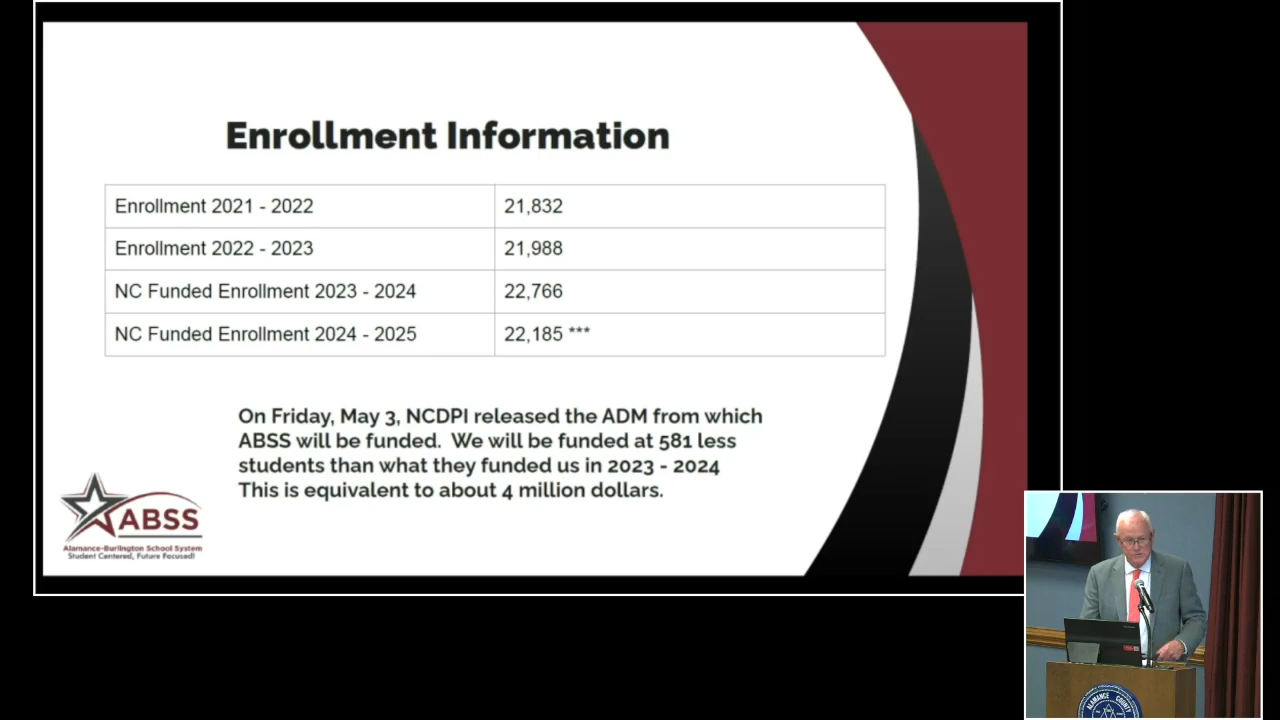 Enrollment Information
Enrollment 2021 - 2022 21,832
Enrollment 2022 - 2023 21,988
NC Funded Enrollment 2023 - 2024 22,766
NC Funded Enrollment 2024 - 2025 22,185 ***
On Friday, May 3, NCDPI released the ADM from which
ABSS will be funded. We will be funded at 581 less
students than what they funded us in 2023 - 2024
This is equivalent to about 4 million dollars.
ABSS
Alamance-Burlington School System
Student Centered, Future Focused!
ALAMANCE COUNTY